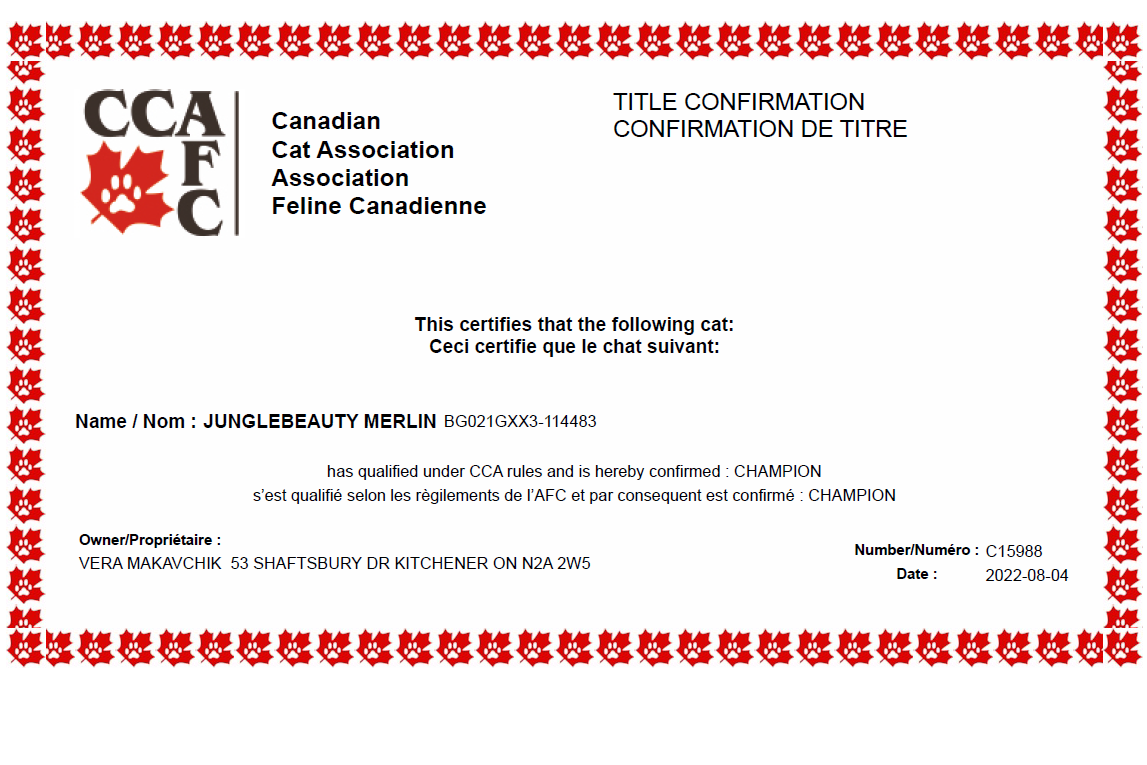 CCA
F
C
Canadian
Cat Association
Association
Feline Canadienne
TITLE CONFIRMATION
CONFIRMATION DE TITRE
This certifies that the following cat:
Ceci certifie que le chat suivant:
Name / Nom : JUNGLEBEAUTY MERLIN BG021GXX3-114483
has qualified under CCA rules and is hereby confirmed : CHAMPION
s'est qualifié selon les règilements de l'AFC et par consequent est confirmé : CHAMPION
Owner/Propriétaire :
VERA MAKAVCHIK 53 SHAFTSBURY DR KITCHENER ON N2A 2W5
Number/Numéro : C15988
Date : 2022-08-04